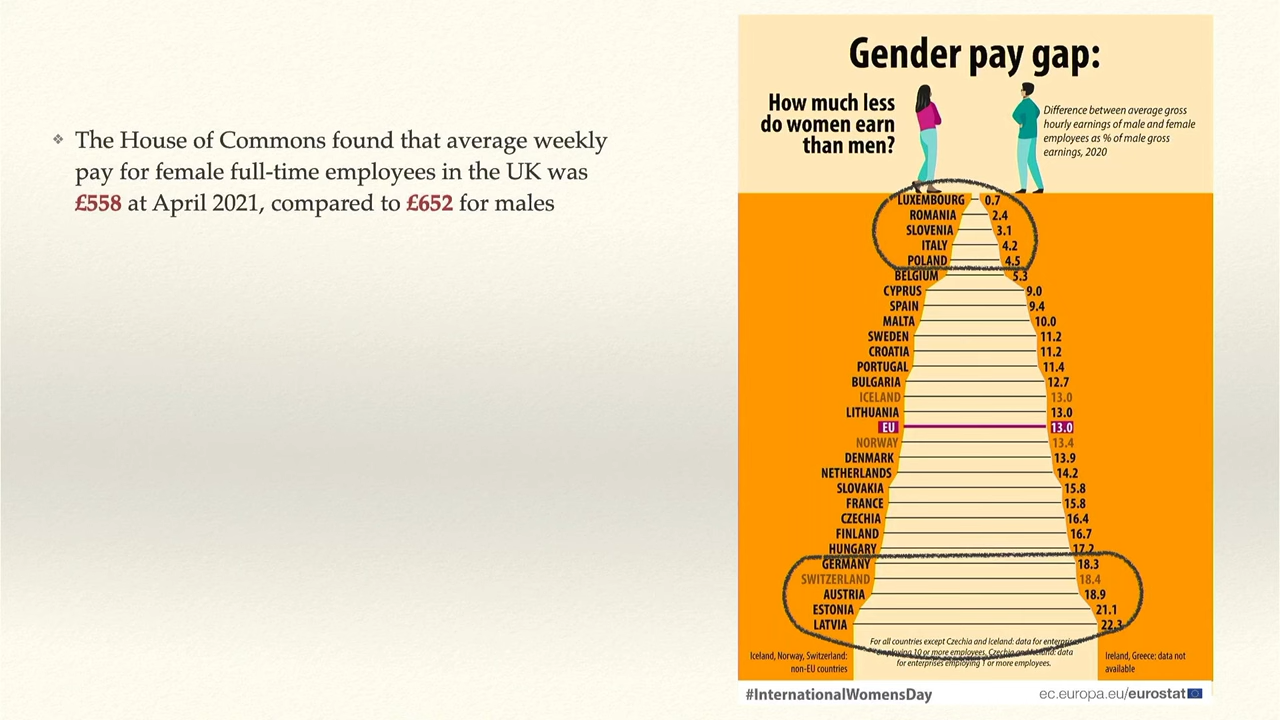 The House of Commons found that average weekly
pay for female full-time employees in the UK was
£558 at April 2021, compared to £652 for males
Gender pay gap:
How much less
do women earn
than men?
Difference between average gross
hourly earnings of male and female
employees as % of male gross
earnings, 2020
LUXEMBOURG 0.7
ROMANIA 2.4
SLOVENIA 3.1
ITALY 4.2
POLAND 4.5
BELGIUM 5.3
CYPRUS 9.0
SPAIN 9.4
MALTA 10.0
SWEDEN 11.2
CROATIA 11.2
PORTUGAL 11.4
BULGARIA 12.7
ICELAND 13.0
LITHUANIA 13.0
EU 13.0
NORWAY 13.4
DENMARK 13.9
NETHERLANDS 14.2
SLOVAKIA 15.8
FRANCE 15.8
CZECHIA 16.4
FINLAND 16.7
HUNGARY 17.2
GERMANY 18.3
SWITZERLAND 18.4
AUSTRIA 18.9
ESTONIA 21.1
LATVIA 22.3
For all countries except Czechia and Iceland: data for enterprises
employing 10 or more employees. Czechia and Iceland: data
for enterprises employing 1 or more employees.
Iceland, Norway, Switzerland:
non-EU countries
Ireland, Greece: data not
available
#InternationalWomensDay
ec.europa.eu/eurostat